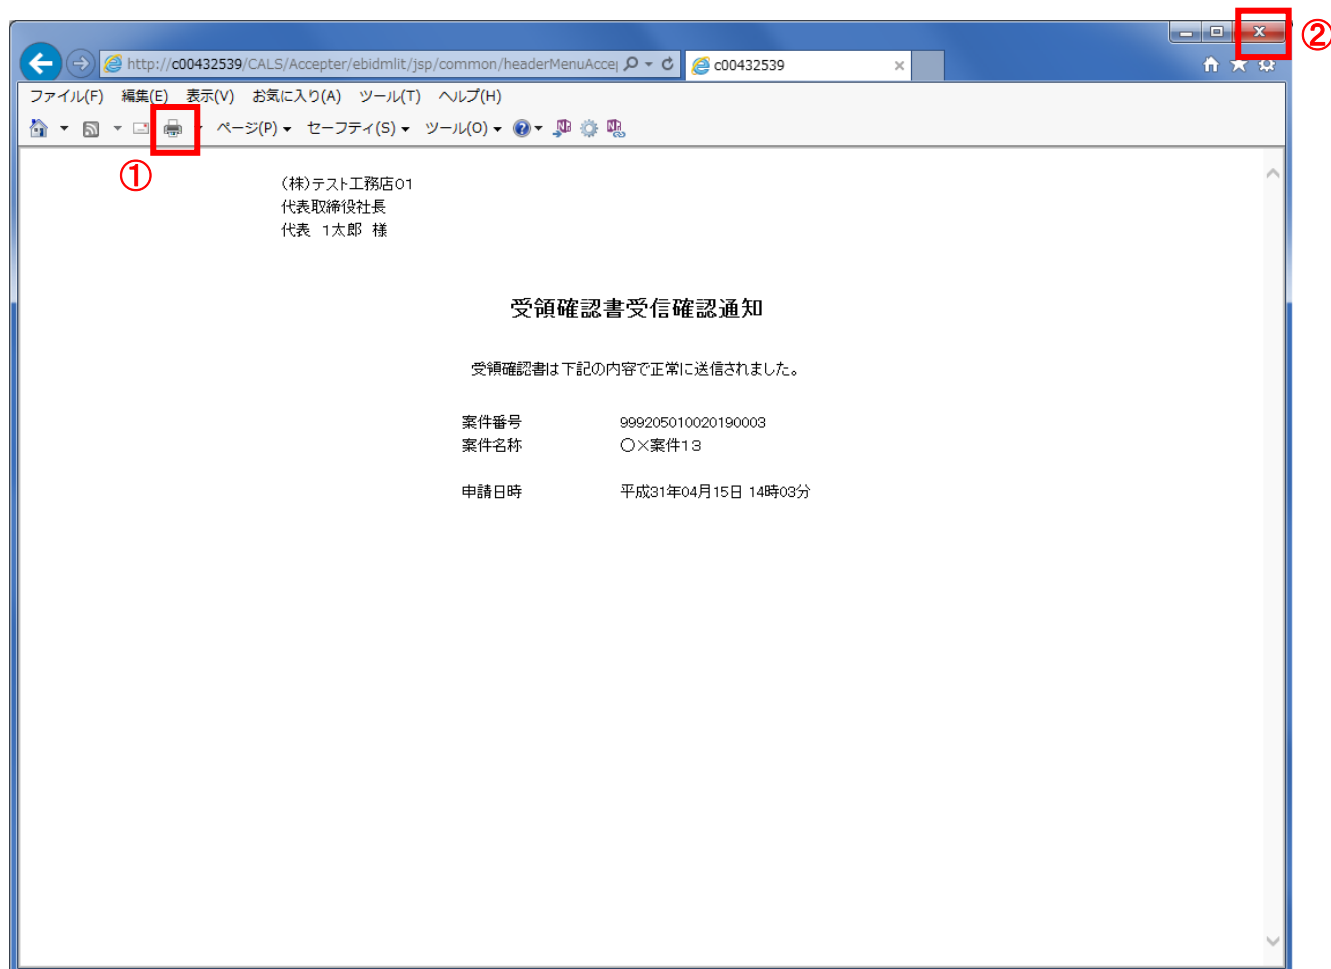 ②
http://c00432539/CALS/Accepter/ebidmlit/jsp/common/headerMenuAcce
c00432539
ファイル(F) 編集(E) 表示(V) お気に入り(A) ツール(T) ヘルプ(H)
ページ(P) セーフティ(S) ツール(O)
①
（株）テスト工務店01
代表取締役社長
代表 1太郎 様
受領確認書受信確認通知
受領確認書は下記の内容で正常に送信されました。
案件番号 999205010020190003
案件名称 〇×案件13
申請日時 平成31年04月15日 14時03分